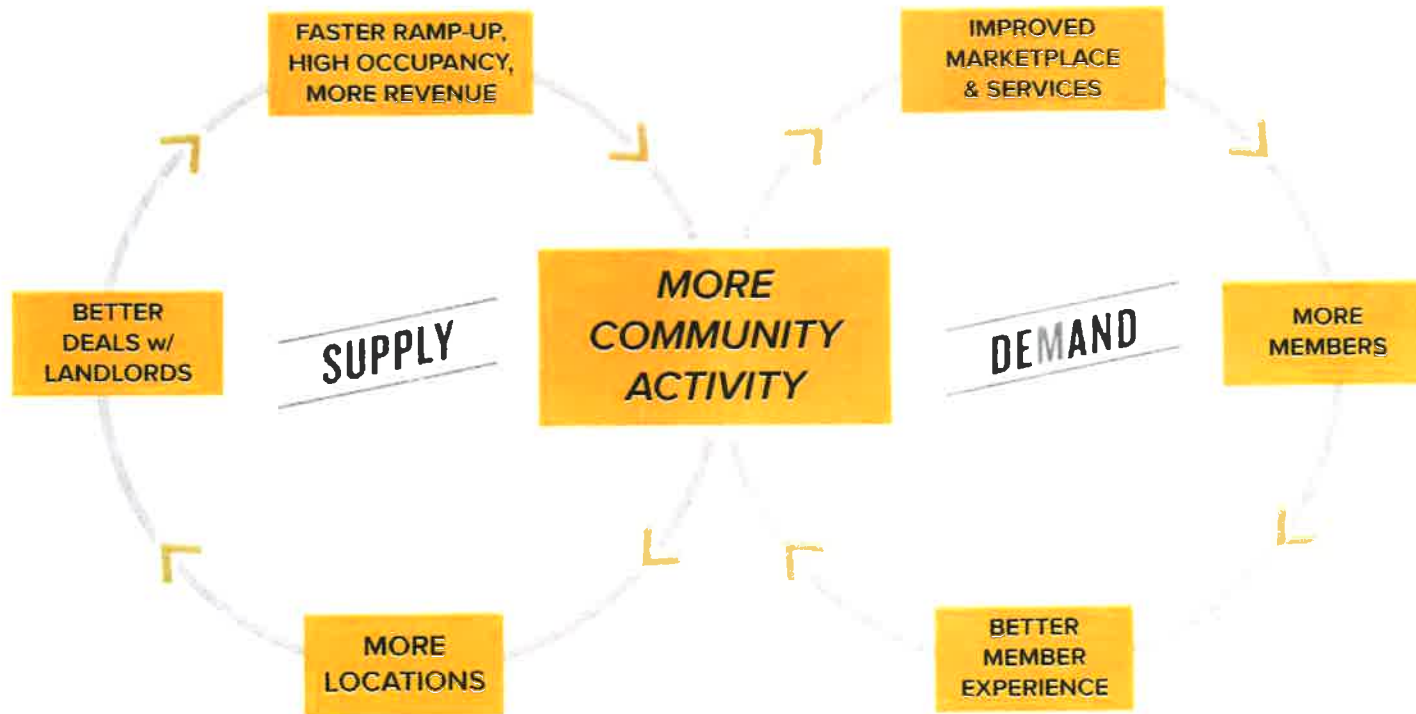 FASTER RAMP-UP,
HIGH OCCUPANCY,
MORE REVENUE
IMPROVED
MARKETPLACE
& SERVICES
BETTER
DEALS w/
LANDLORDS
SUPPLY
MORE
COMMUNITY
ACTIVITY
DEMAND
MORE
MEMBERS
MORE
LOCATIONS
BETTER
MEMBER
EXPERIENCE